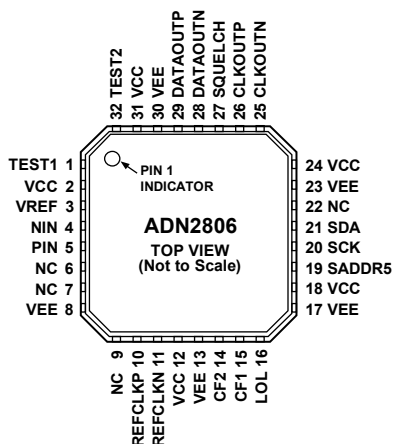 32 TEST2
31 VCC
30 VEE
29 DATAOUTP
28 DATAOUTN
27 SQUELCH
26 CLKOUTP
25 CLKOUTN
TEST1 1
VCC 2
VREF 3
NIN 4
PIN 5
NC 6
NC 7
VEE 8
PIN 1
INDICATOR
ADN2806
TOP VIEW
(Not to Scale)
24 VCC
23 VEE
22 NC
21 SDA
20 SCK
19 SADDR5
18 VCC
17 VEE
NC 9
REFCLKP 10
REFCLKN 11
VCC 12
VEE 13
CF2 14
CF1 15
LOL 16